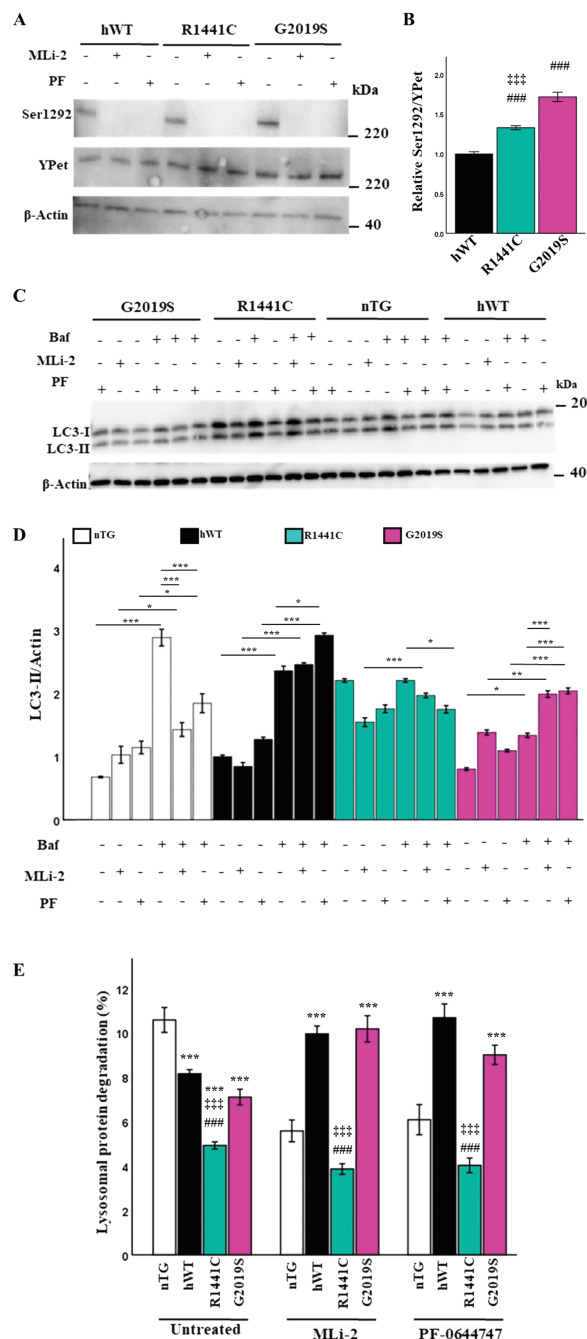 A
hWT R1441C G2019S
MLi-2 - + - - + - - + -
PF - - + - - + - - +
kDa
Ser1292
220
YPet
220
β-Actin
40
B
Relative Ser1292/YPet
2.0
1.5
1.0
0.5
0.0
‡‡‡
###
###
hWT R1441C G2019S
C
G2019S R1441C nTG hWT
Baf
MLi-2
PF
kDa
20
LC3-I
LC3-II
β-Actin
40
D
nTG hWT R1441C G2019S
LC3-II/Actin
4
3
2
1
0
*** * * *** *** *** *** *** *** * *** * * ** *** *** ***
Baf - - - + + + - - - + + + - - - + + + - - - + + +
MLi-2 - + - - + - - + - - + - - + - - + - - + - - + -
PF - - + - - + - - + - - + - - + - - + - - + - - +
E
Lysosomal protein degradation (%)
12
10
8
6
4
2
0
*** *** ‡‡‡ ### ***
*** ‡‡‡ ### ***
*** ‡‡‡ ### ***
nTG hWT R1441C G2019S nTG hWT R1441C G2019S nTG hWT R1441C G2019S
Untreated MLi-2 PF-0644747